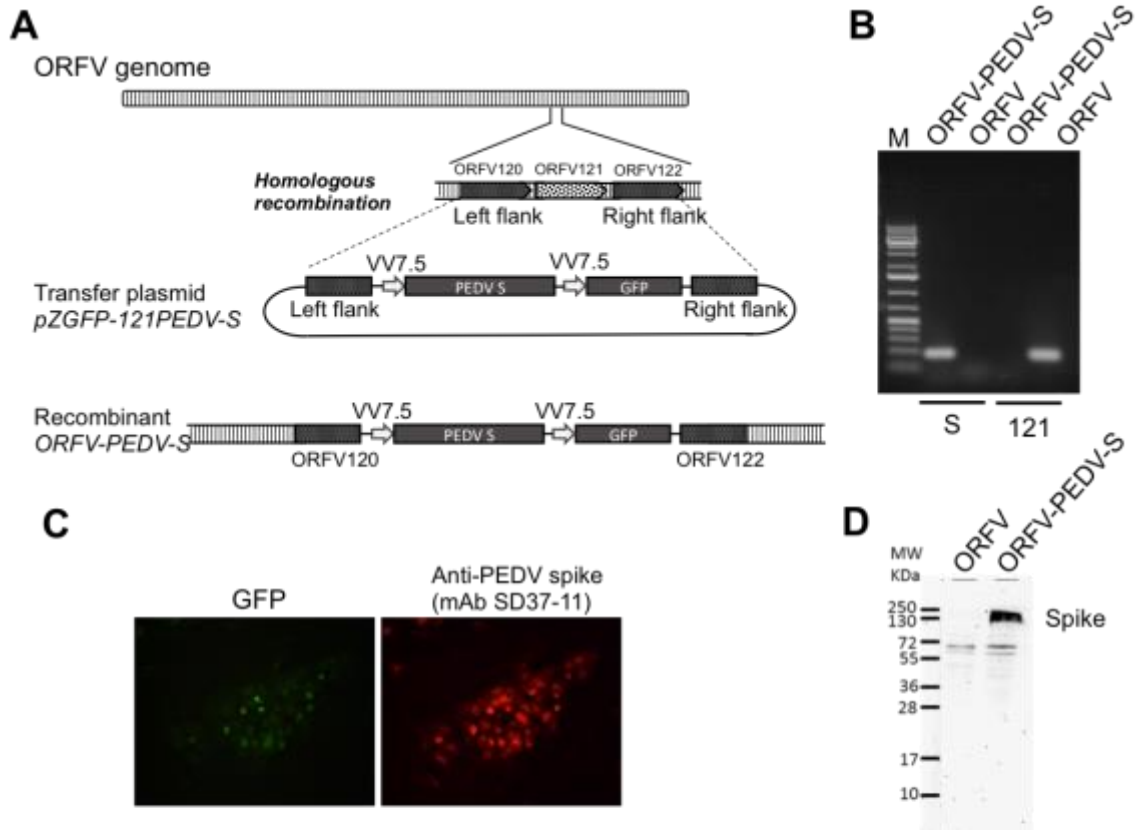 A
ORFV genome
ORFV120 ORFV121 ORFV122
Homologous
recombination
Left flank Right flank
VV7.5 VV7.5
PEDV S GFP
Transfer plasmid
pZGFP-121PEDV-S
Left flank Right flank
Recombinant
ORFV-PEDV-S
VV7.5 VV7.5
PEDV S GFP
ORFV120 ORFV122
B
M ORFV-PEDV-S ORFV ORFV-PEDV-S ORFV
S 121
C
GFP
Anti-PEDV spike
(mAb SD37-11)
D
ORFV ORFV-PEDV-S
MW
KDa
250
130
Spike
72
55
36
28
17
10